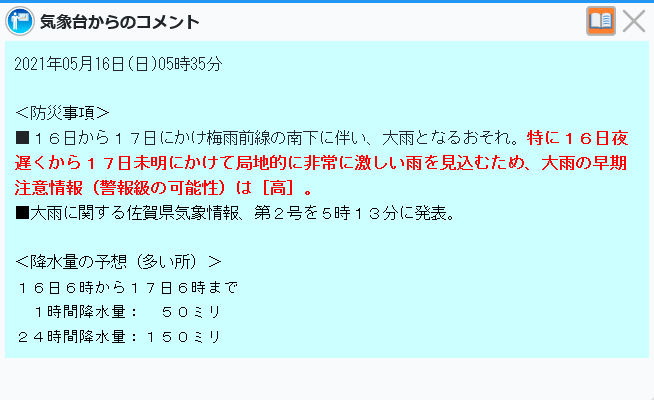 気象台からのコメント
2021年05月16日(日)05時35分
＜防災事項＞
■１６日から１７日にかけ梅雨前線の南下に伴い、大雨となるおそれ。特に１６日夜
遅くから１７日未明にかけて局地的に非常に激しい雨を見込むため、大雨の早期
注意情報（警報級の可能性）は［高］。
■大雨に関する佐賀県気象情報、第２号を５時１３分に発表。
＜降水量の予想（多い所）＞
１６日６時から１７日６時まで
　１時間降水量：　５０ミリ
２４時間降水量：１５０ミリ